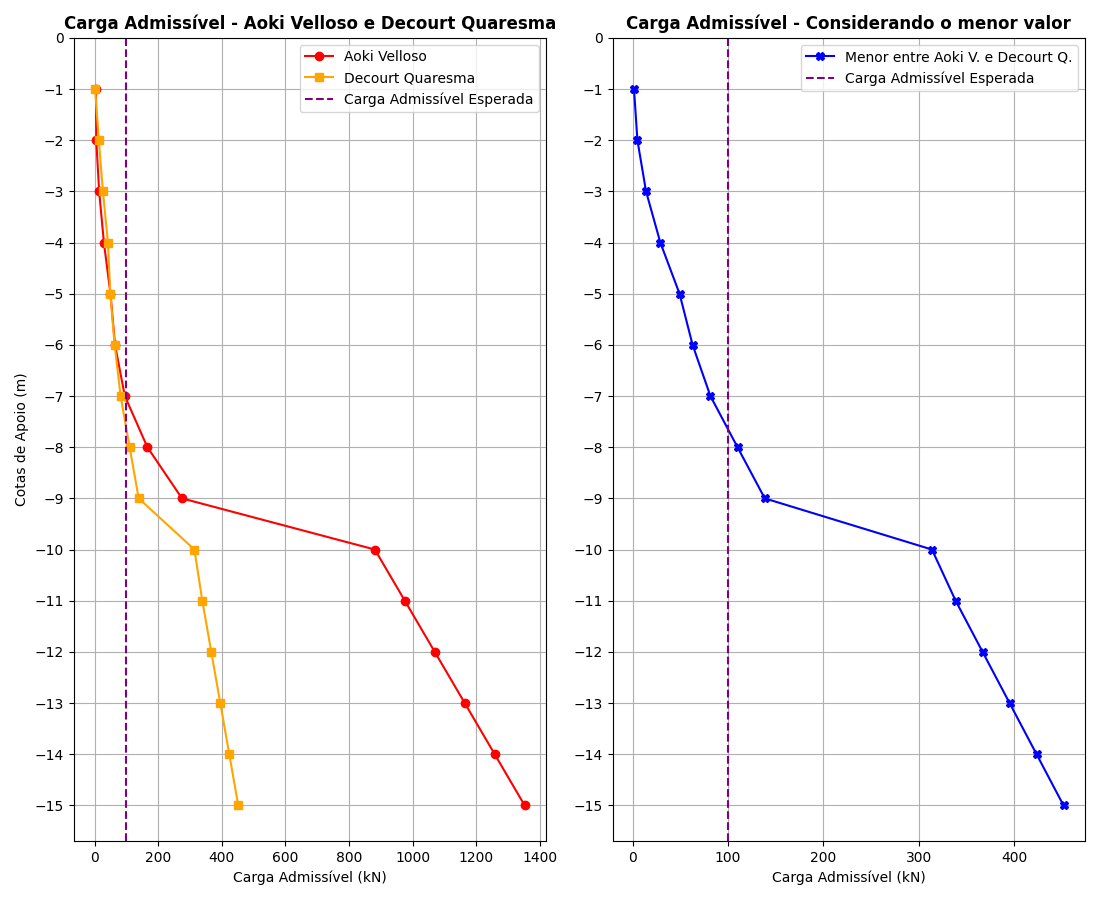 Carga Admissível - Aoki Velloso e Decourt Quaresma
Aoki Velloso
Decourt Quaresma
Carga Admissível Esperada
0
−1
−2
−3
−4
−5
−6
−7
−8
−9
−10
−11
−12
−13
−14
−15
Cotas de Apoio (m)
0 200 400 600 800 1000 1200 1400
Carga Admissível (kN)
Carga Admissível - Considerando o menor valor
Menor entre Aoki V. e Decourt Q.
Carga Admissível Esperada
0
−1
−2
−3
−4
−5
−6
−7
−8
−9
−10
−11
−12
−13
−14
−15
0 100 200 300 400
Carga Admissível (kN)